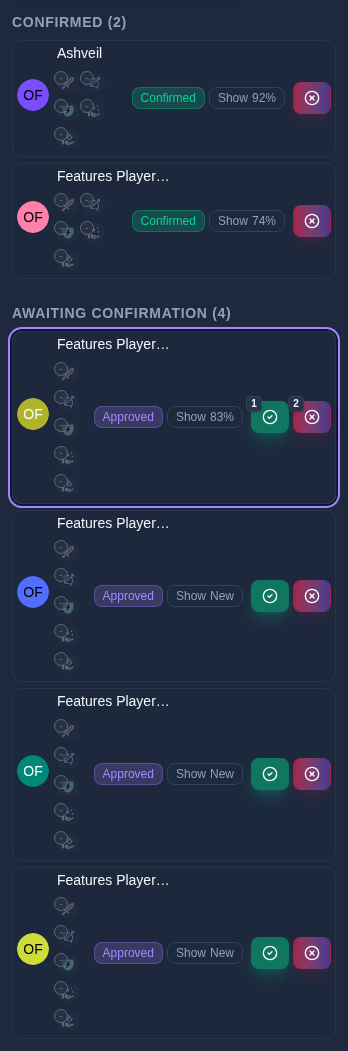 CONFIRMED (2)
Ashveil
OF
Confirmed
Show 92%
Features Player…
OF
Confirmed
Show 74%
AWAITING CONFIRMATION (4)
Features Player…
OF
Approved
Show 83%
1
2
Features Player…
OF
Approved
Show New
Features Player…
OF
Approved
Show New
Features Player…
OF
Approved
Show New